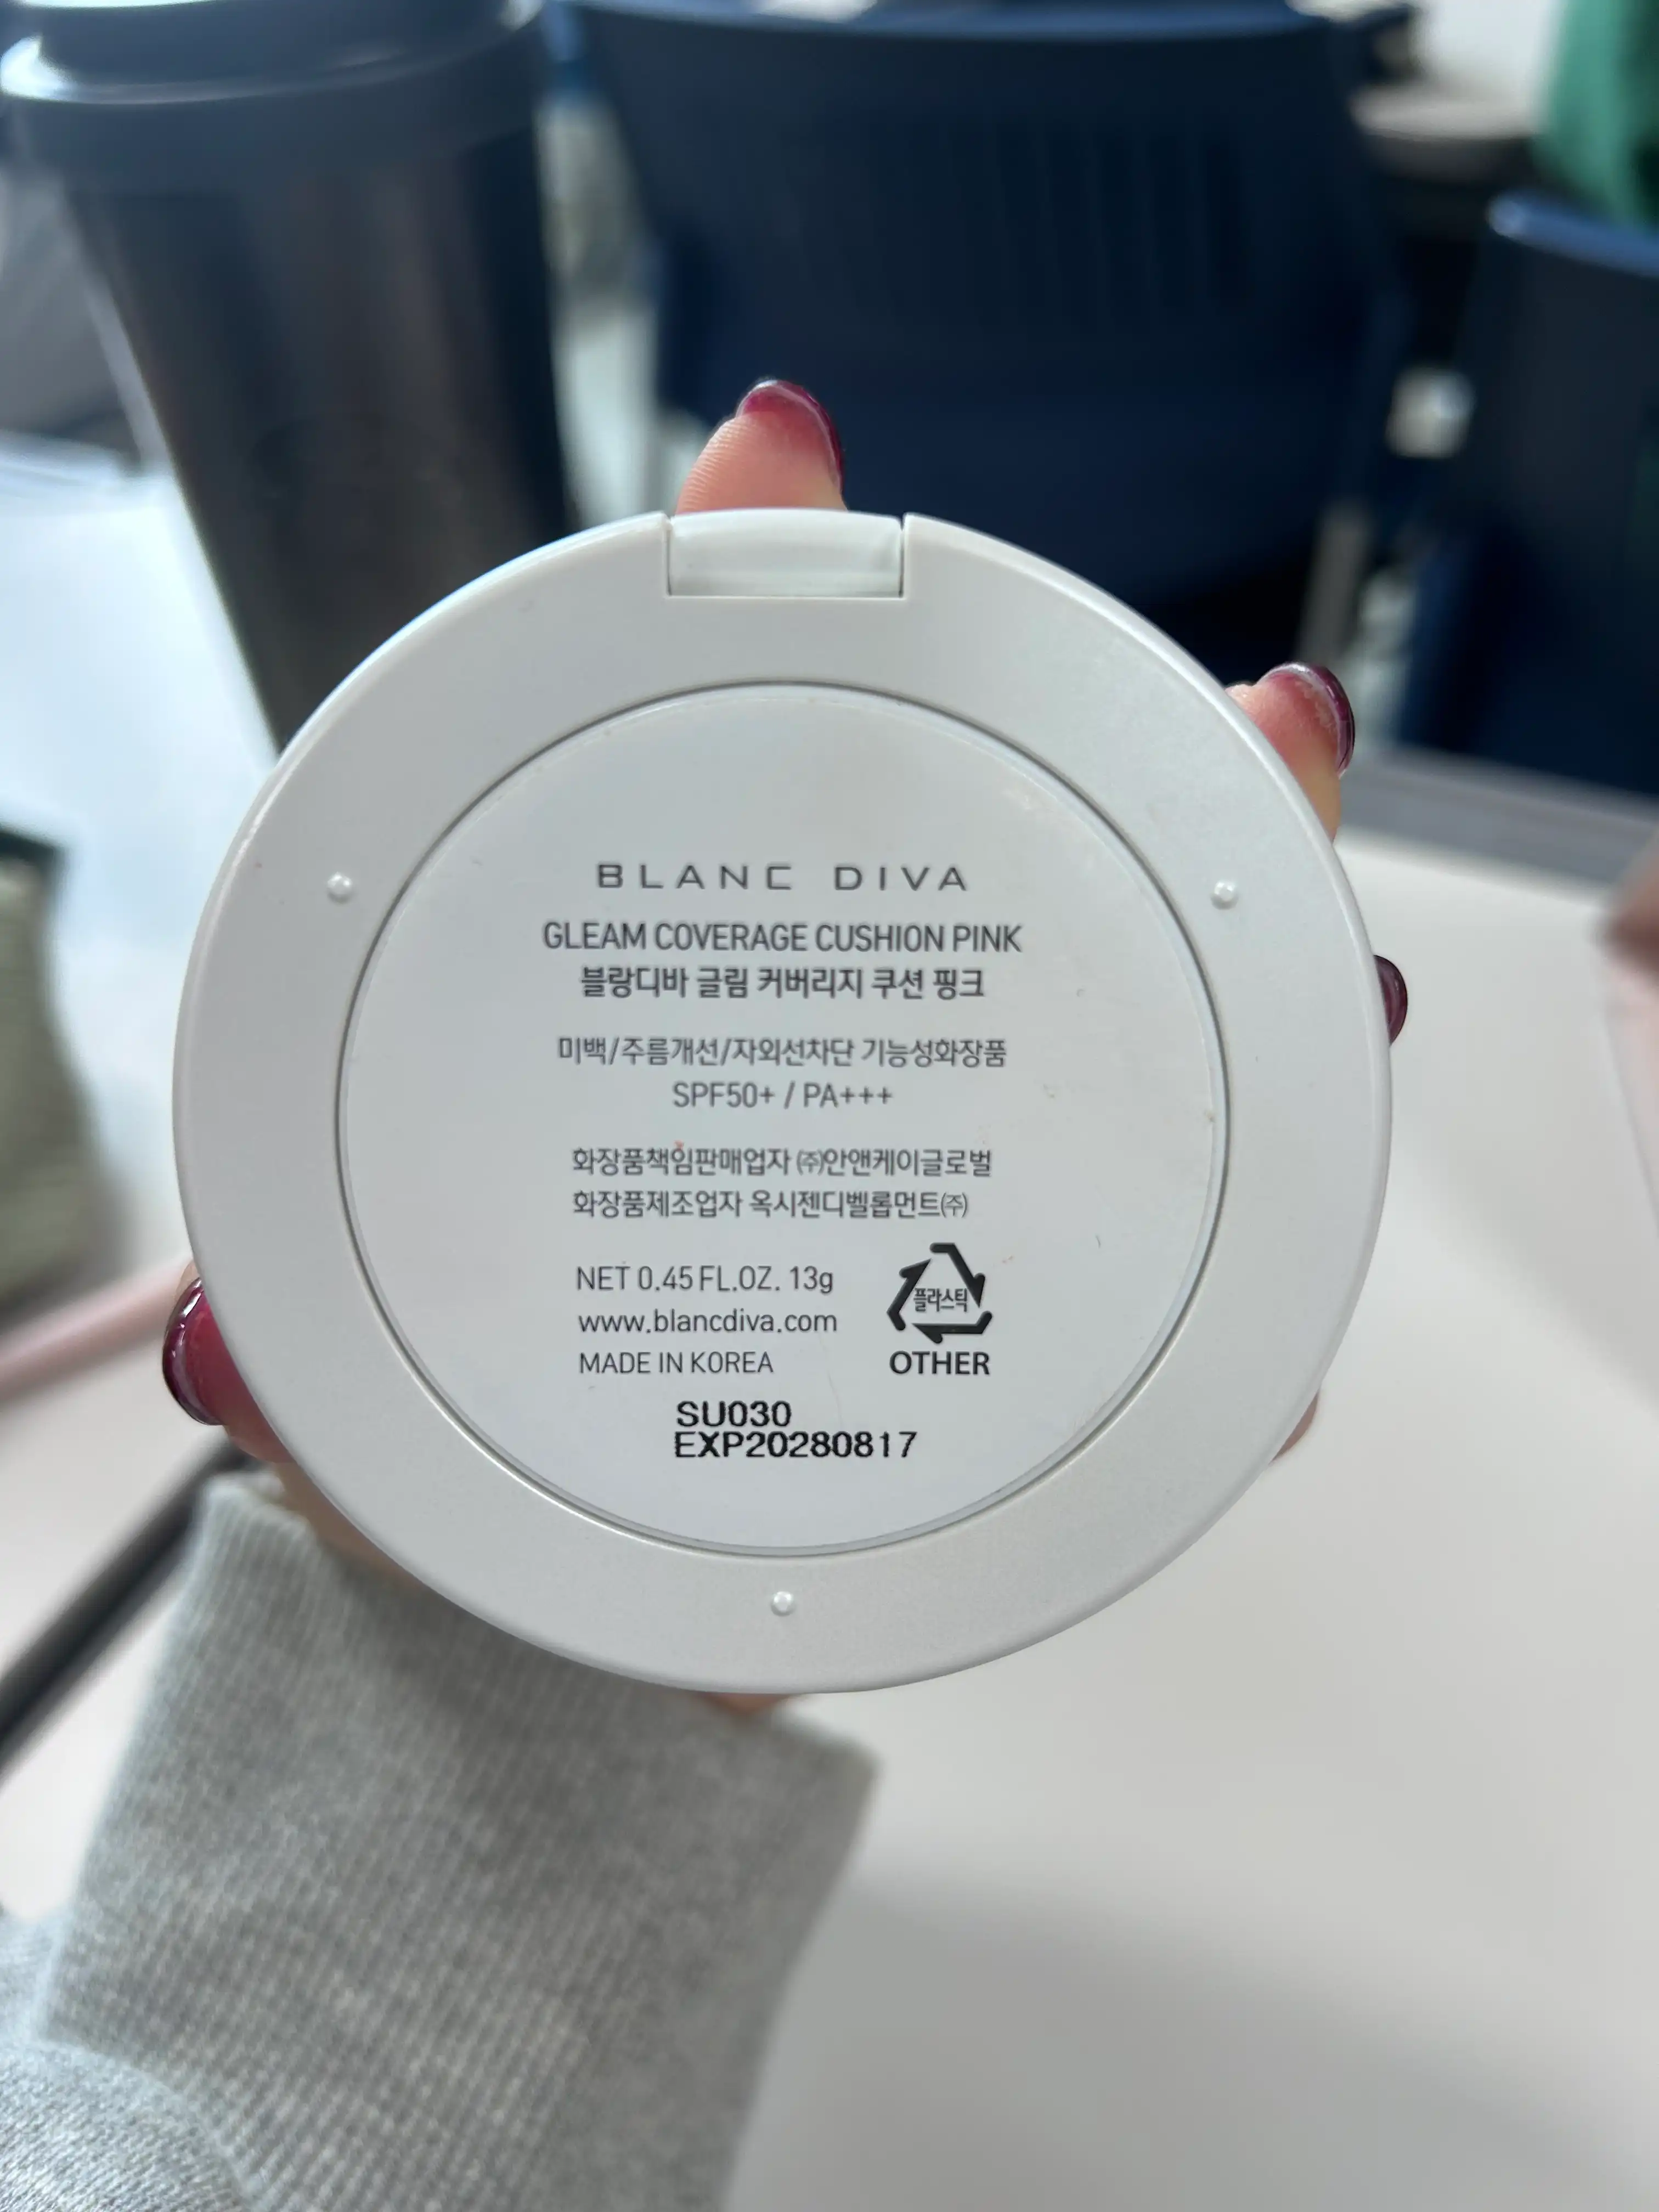 BLANC DIVA
GLEAM COVERAGE CUSHION PINK
블랑디바 글림 커버리지 쿠션 핑크
미백/주름개선/자외선차단 기능성화장품
SPF50+ / PA+++
화장품책임판매업자 ㈜안앤케이글로벌
화장품제조업자 옥시젠디벨롭먼트㈜
NET 0.45 FL.OZ. 13g
www.blancdiva.com
MADE IN KOREA
플라스틱
OTHER
SU030
EXP20280817